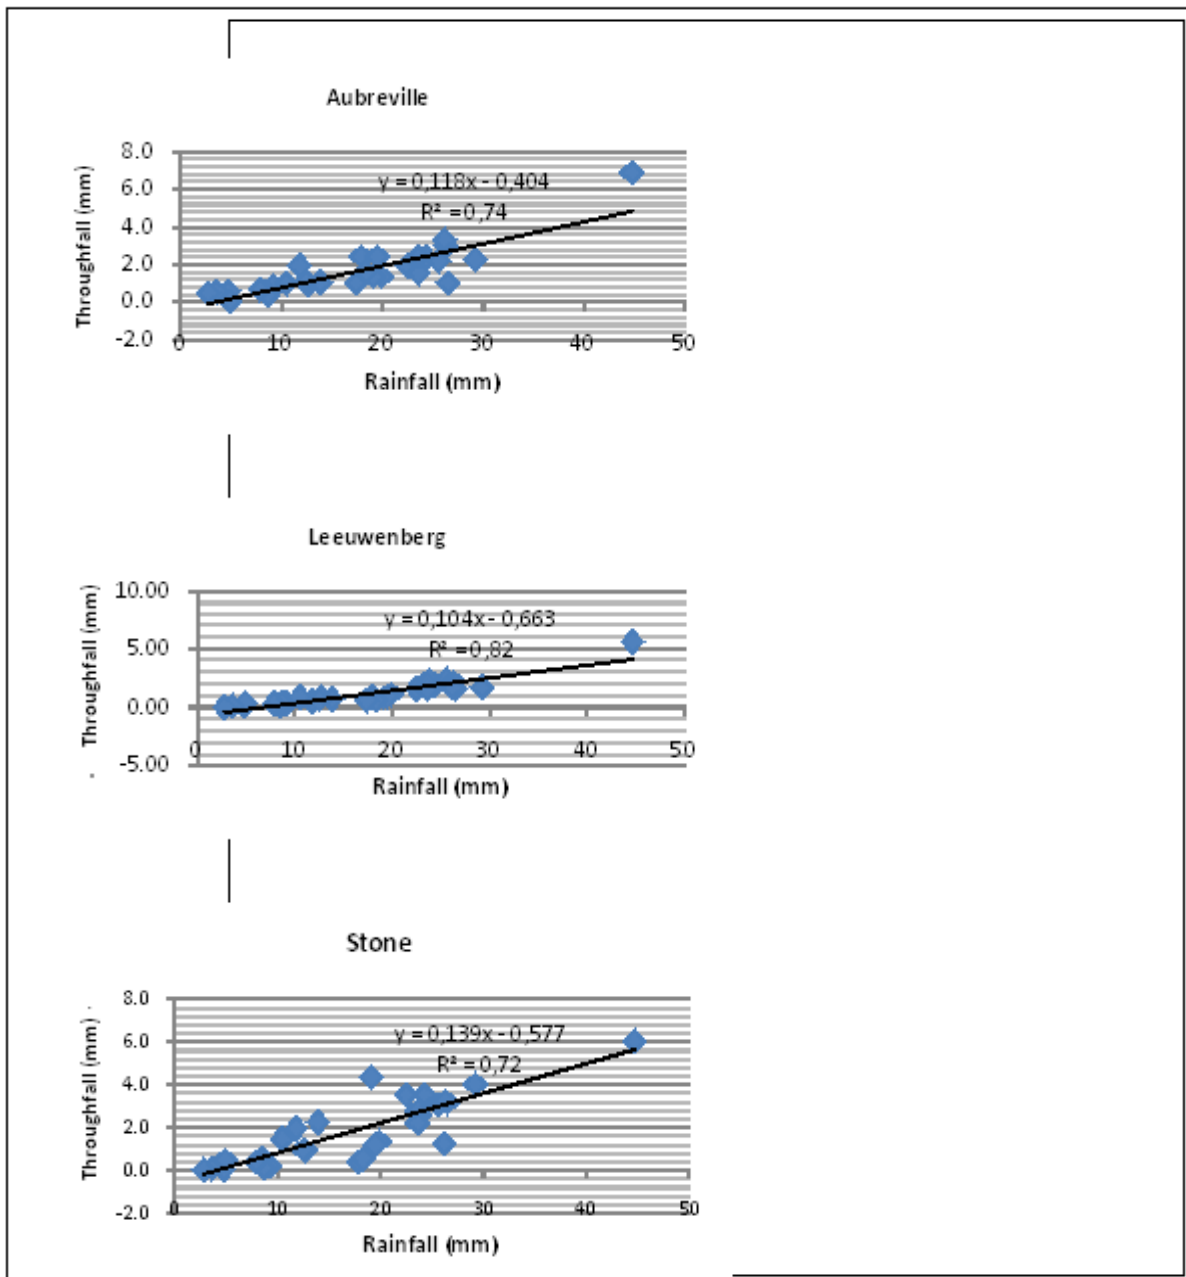 Aubreville
8.0
y = 0,118x - 0,404
6.0
R² = 0,74
4.0
2.0
0.0
-2.0
0 10 20 30 40 50
Throughfall (mm)
Rainfall (mm)
Leeuwenberg
10.00
y = 0,104x - 0,663
5.00
R² = 0,82
0.00
-5.00
0 10 20 30 40 50
Throughfall (mm)
Rainfall (mm)
Stone
8.0
y = 0,139x - 0,577
6.0
R² = 0,72
4.0
2.0
0.0
-2.0
0 10 20 30 40 50
Throughfall (mm)
Rainfall (mm)